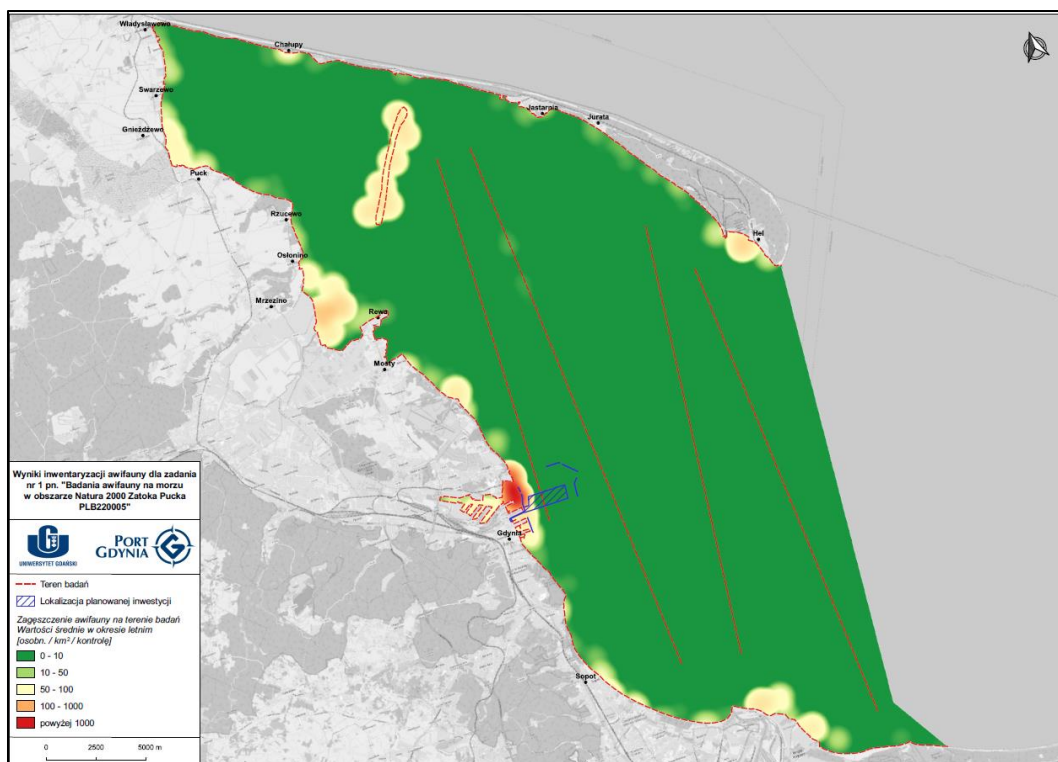 Władysławowo
Chałupy
Swarzewo
Gnieżdżewo
Puck
Jastarnia
Jurata
Rzucewo
Hel
Osłonino
Mrzezino
Rewa
Mosty
Gdynia
Sopot
Wyniki inwentaryzacji awifauny dla zadania
nr 1 pn. "Badania awifauny na morzu
w obszarze Natura 2000 Zatoka Pucka
PLB220005"
UNIWERSYTET GDAŃSKI
PORT
GDYNIA
Teren badań
Lokalizacja planowanej inwestycji
Zagęszczenie awifauny na terenie badań
Wartości średnie w okresie letnim
[osobn. / km² / kontrolę]
0 - 10
10 - 50
50 - 100
100 - 1000
powyżej 1000
0 2500 5000 m